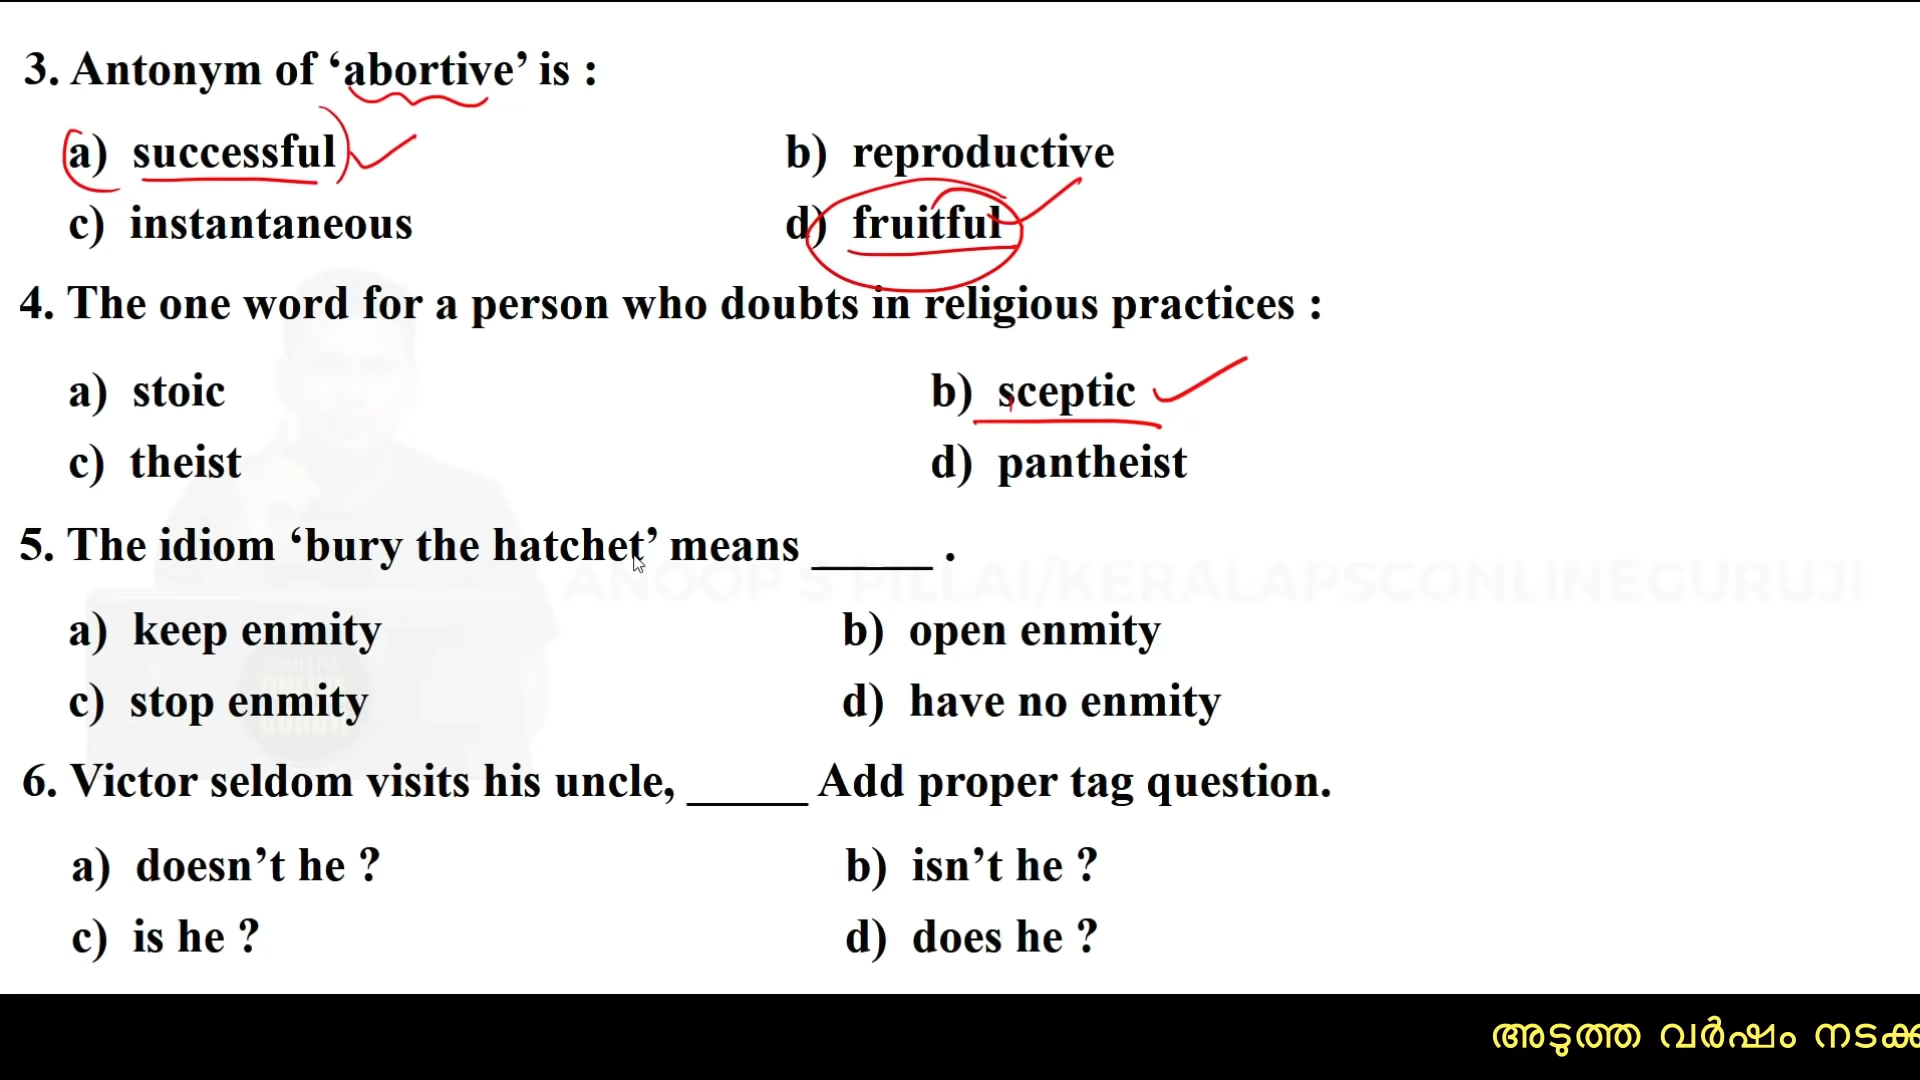 3. Antonym of ‘abortive’ is :
a) successful b) reproductive
c) instantaneous d) fruitful
4. The one word for a person who doubts in religious practices :
a) stoic b) sceptic
c) theist d) pantheist
5. The idiom ‘bury the hatchet’ means _____ .
ANOOP S PILLAI/KERALAPSCONLINEGURUJI
a) keep enmity b) open enmity
c) stop enmity d) have no enmity
6. Victor seldom visits his uncle, _____ Add proper tag question.
a) doesn’t he ? b) isn’t he ?
c) is he ? d) does he ?
അടുത്ത വർഷം